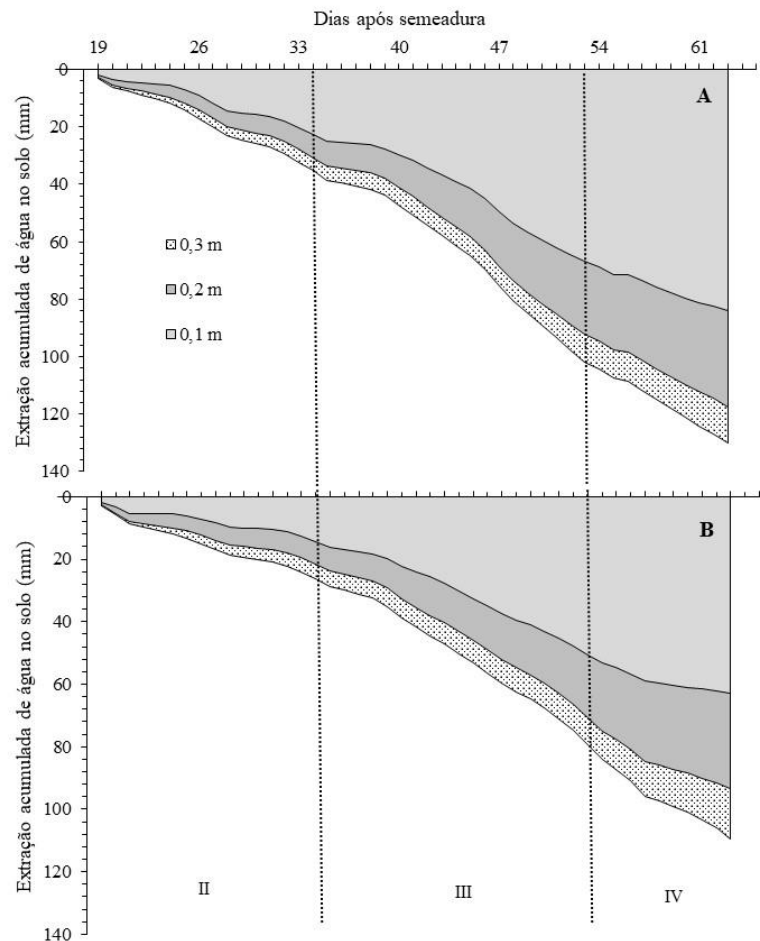 Dias após semeadura
19 26 33 40 47 54 61
Extração acumulada de água no solo (mm)
0
20
40
60
80
100
120
140
A
0,3 m
0,2 m
0,1 m
Extração acumulada de água no solo (mm)
0
20
40
60
80
100
120
140
B
II III IV